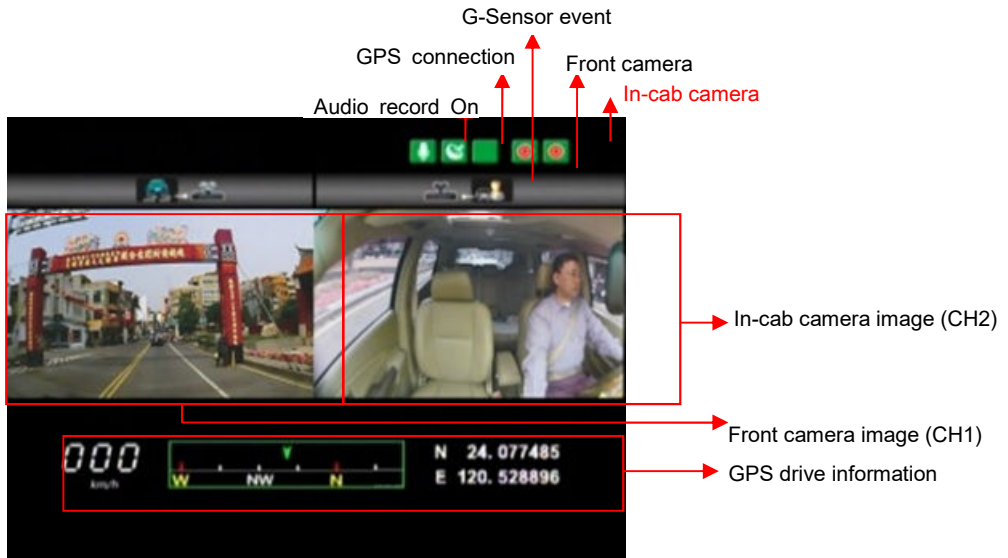 G-Sensor event
GPS connection
Front camera
In-cab camera
Audio record On
In-cab camera image (CH2)
Front camera image (CH1)
GPS drive information
000
km/h
W NW N
N 24.077485
E 120.528896